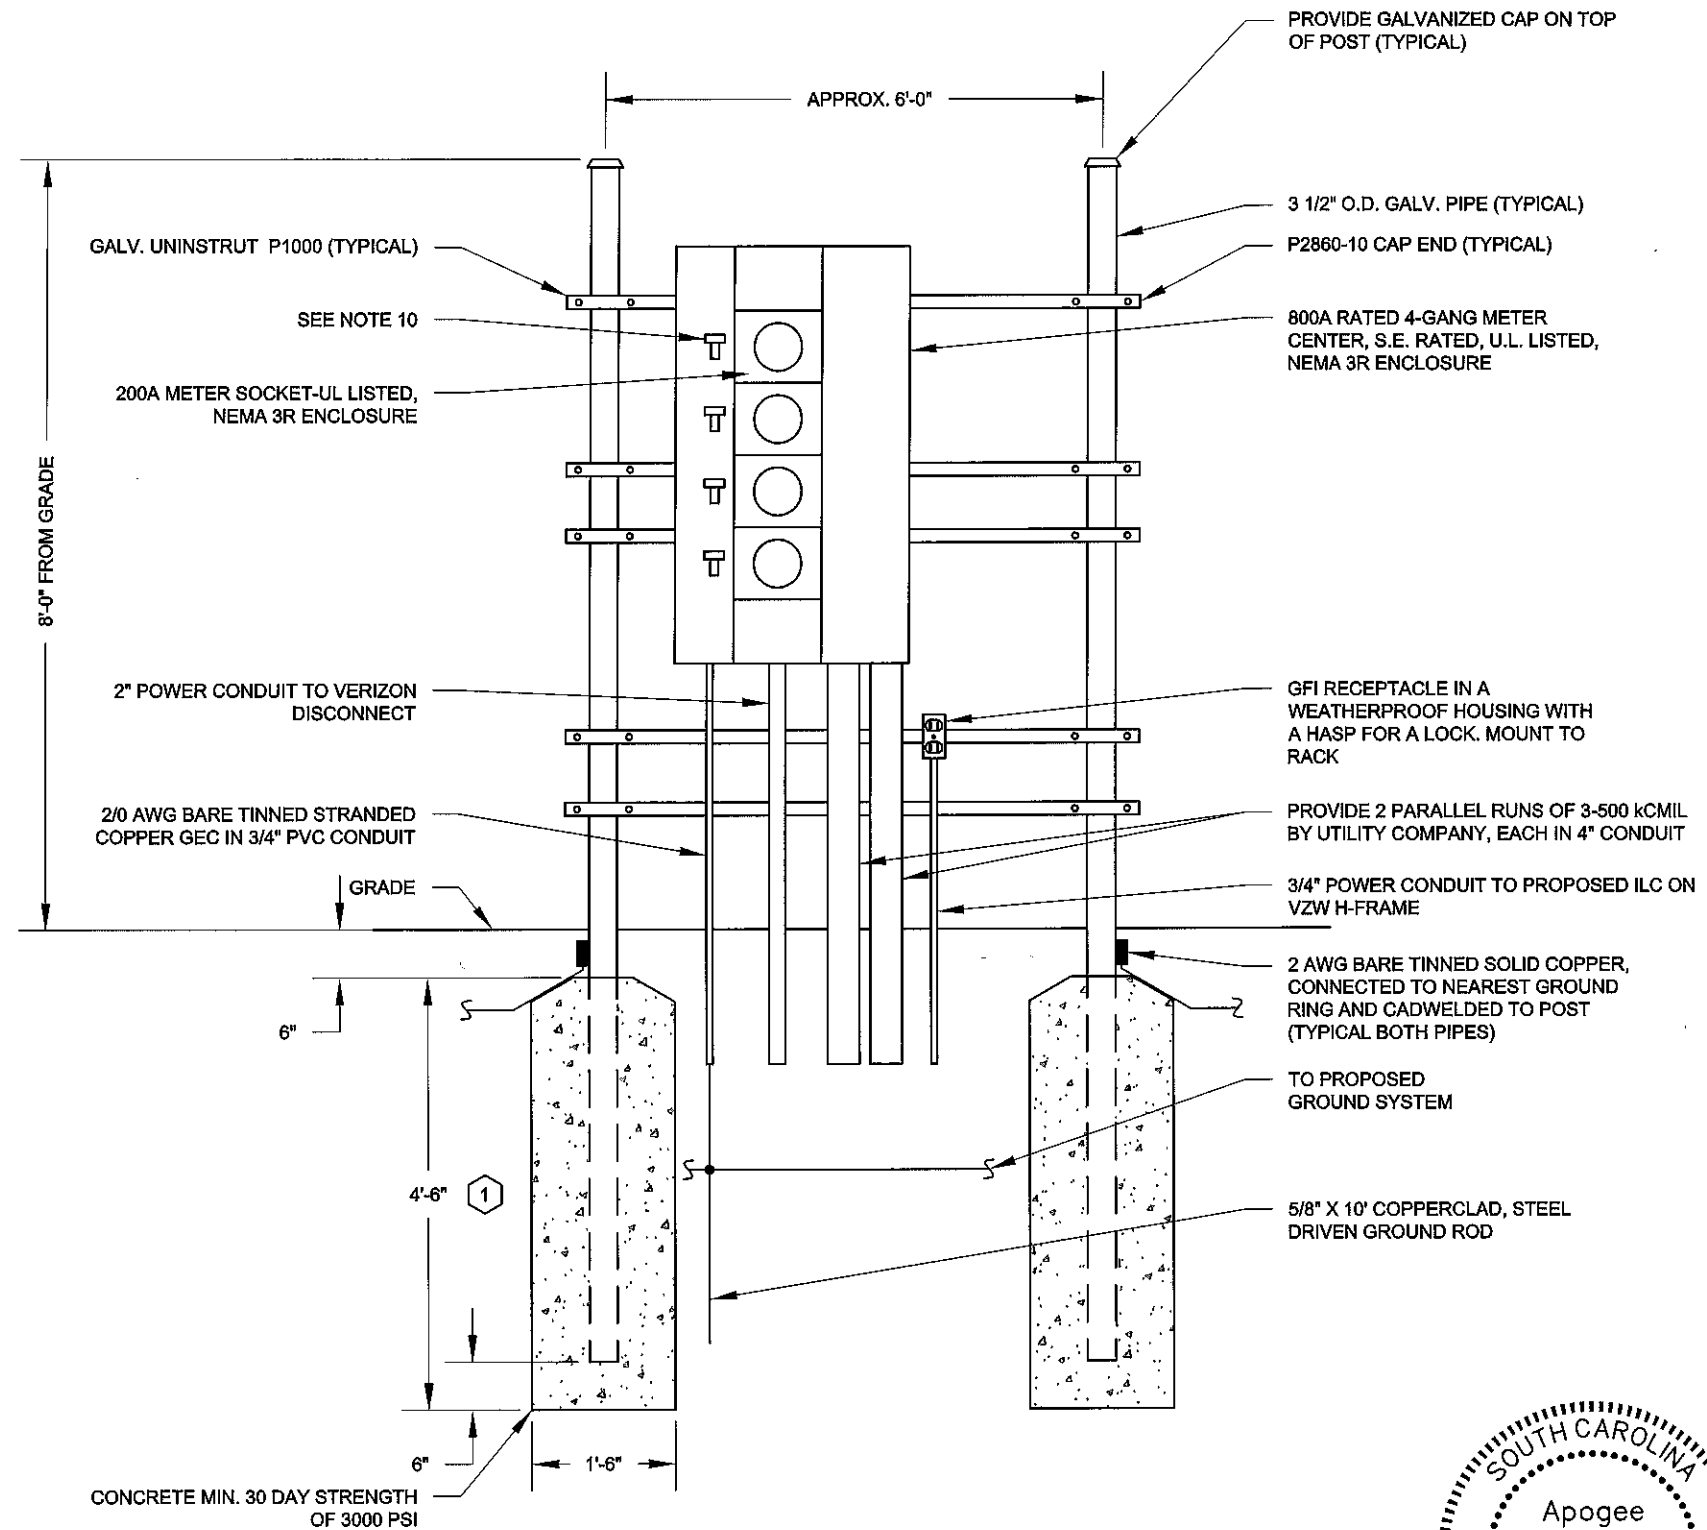 PROVIDE GALVANIZED CAP ON TOP
OF POST (TYPICAL)
APPROX. 6'-0"
3 1/2" O.D. GALV. PIPE (TYPICAL)
GALV. UNINSTRUT P1000 (TYPICAL)
P2860-10 CAP END (TYPICAL)
SEE NOTE 10
800A RATED 4-GANG METER
CENTER, S.E. RATED, U.L. LISTED,
NEMA 3R ENCLOSURE
200A METER SOCKET-UL LISTED,
NEMA 3R ENCLOSURE
8'-0" FROM GRADE
2" POWER CONDUIT TO VERIZON
DISCONNECT
GFI RECEPTACLE IN A
WEATHERPROOF HOUSING WITH
A HASP FOR A LOCK. MOUNT TO
RACK
2/0 AWG BARE TINNED STRANDED
COPPER GEC IN 3/4" PVC CONDUIT
PROVIDE 2 PARALLEL RUNS OF 3-500 kCMIL
BY UTILITY COMPANY, EACH IN 4" CONDUIT
GRADE
3/4" POWER CONDUIT TO PROPOSED ILC ON
VZW H-FRAME
2 AWG BARE TINNED SOLID COPPER,
CONNECTED TO NEAREST GROUND
RING AND CADWELDED TO POST
(TYPICAL BOTH PIPES)
6"
TO PROPOSED
GROUND SYSTEM
4'-6"
1
5/8" X 10' COPPERCLAD, STEEL
DRIVEN GROUND ROD
6"
1'-6"
CONCRETE MIN. 30 DAY STRENGTH
OF 3000 PSI
SOUTH CAROLINA
Apogee